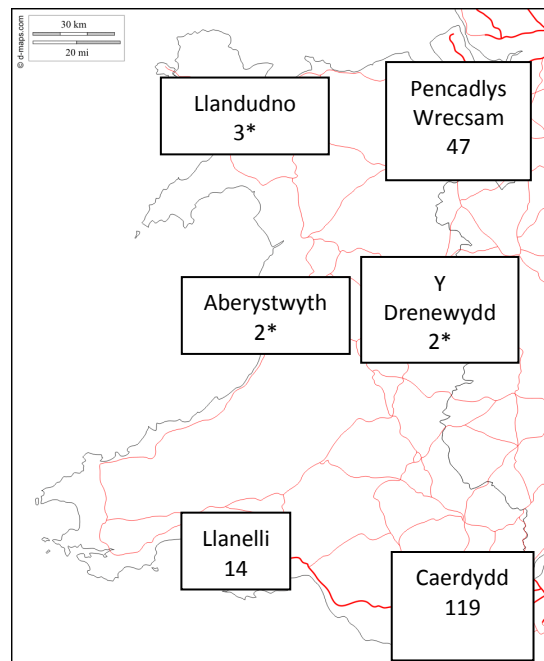 30 km
20 mi
© d-maps.com
Llandudno
3*
Pencadlys
Wrecsam
47
Aberystwyth
2*
Y
Drenewydd
2*
Llanelli
14
Caerdydd
119